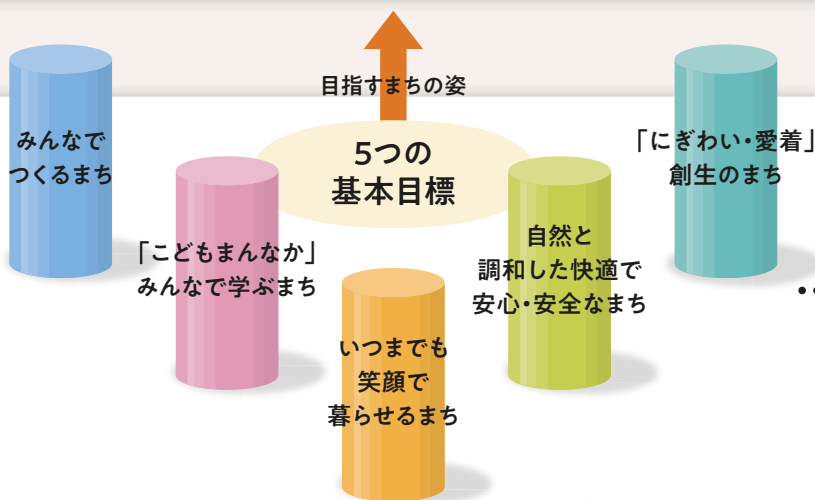 目指すまちの姿
5つの
基本目標
みんなで
つくるまち
「こどもまんなか」
みんなで学ぶまち
いつまでも
笑顔で
暮らせるまち
自然と
調和した快適で
安心・安全なまち
「にぎわい・愛着」
創生のまち